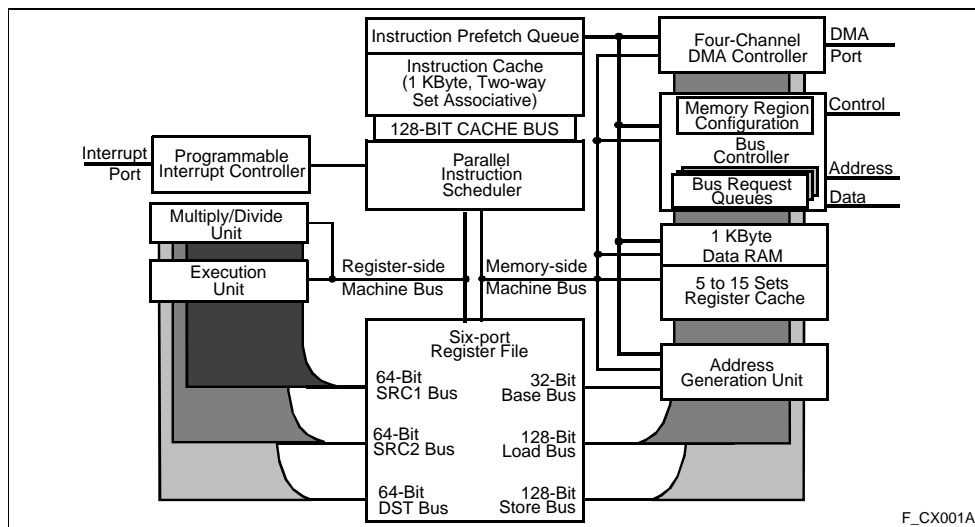 Instruction Prefetch Queue
Instruction Cache
(1 KByte, Two-way
Set Associative)
128-BIT CACHE BUS
Interrupt
Port
Programmable
Interrupt Controller
Parallel
Instruction
Scheduler
Multiply/Divide
Unit
Execution
Unit
Register-side
Machine Bus
Memory-side
Machine Bus
Four-Channel
DMA Controller
DMA
Port
Memory Region
Configuration
Bus
Controller
Bus Request
Queues
Control
Address
Data
1 KByte
Data RAM
5 to 15 Sets
Register Cache
Address
Generation Unit
Six-port
Register File
64-Bit
SRC1 Bus
32-Bit
Base Bus
64-Bit
SRC2 Bus
128-Bit
Load Bus
64-Bit
DST Bus
128-Bit
Store Bus
F_CX001A